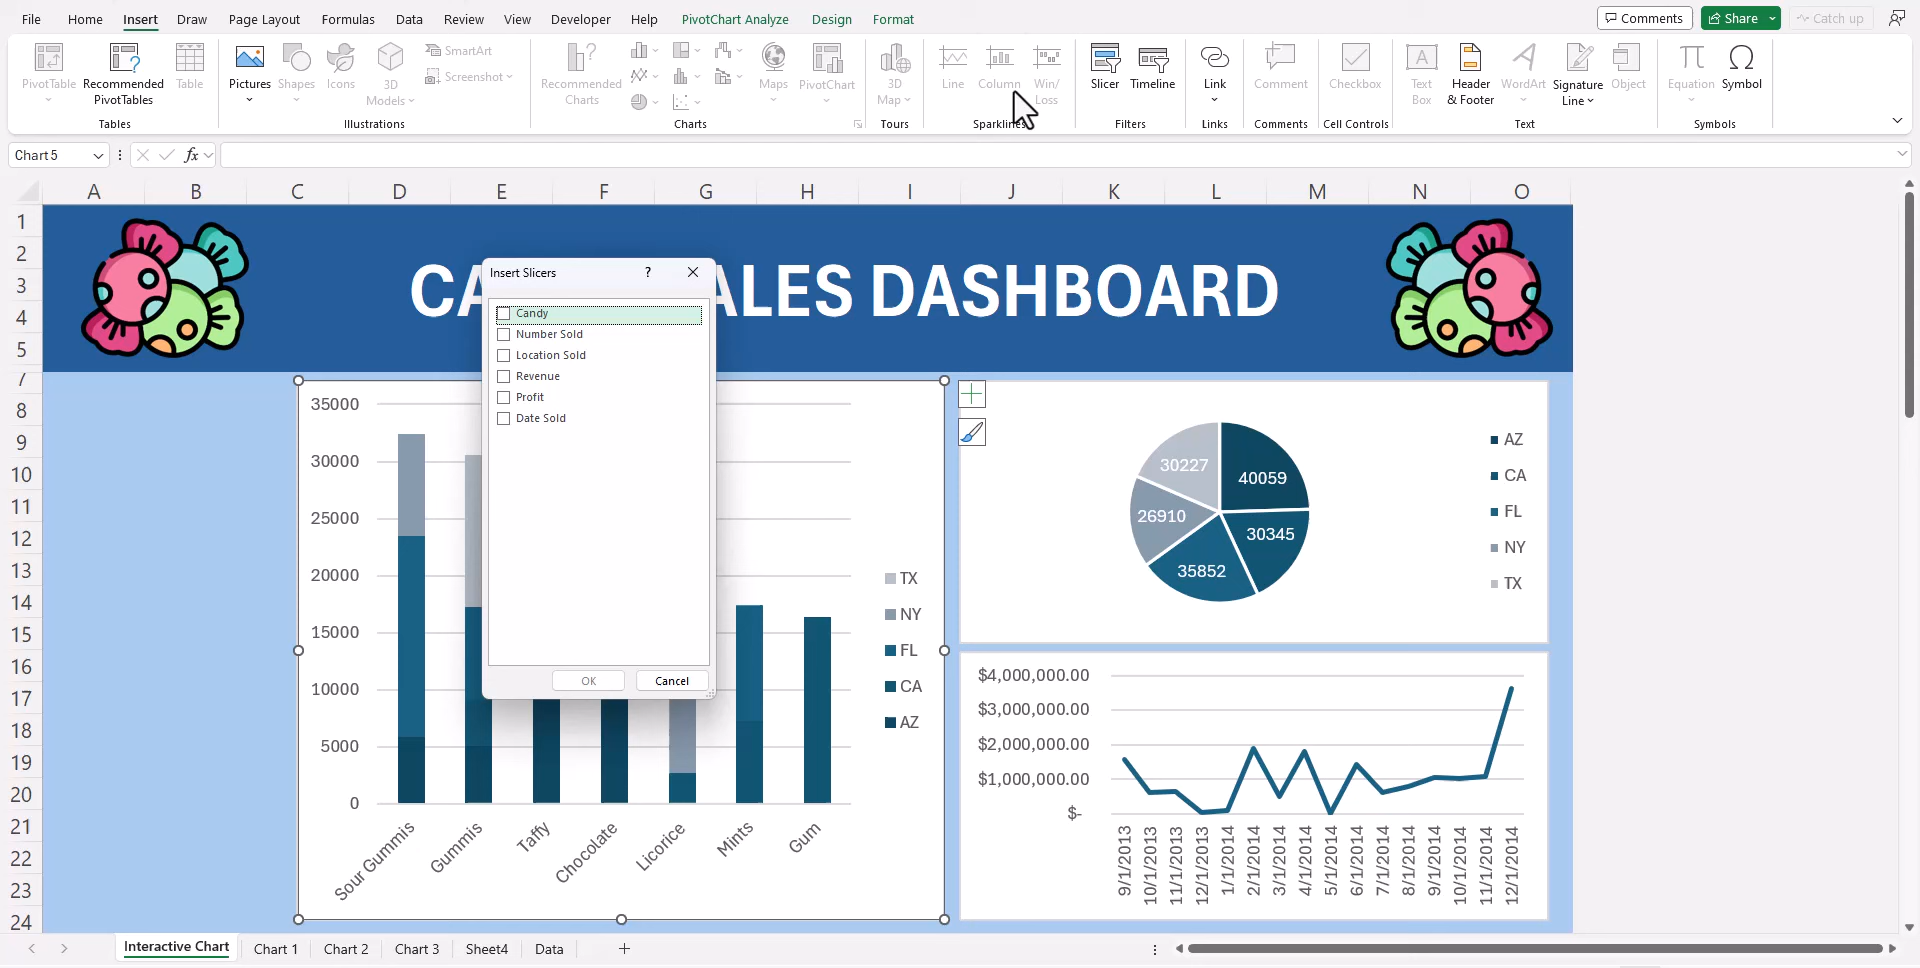 File Home Insert Draw Page Layout Formulas Data Review View Developer Help PivotChart Analyze Design Format Comments Share Catch up
PivotTable Recommended PivotTables Table
Tables
Pictures Shapes Icons 3D Models SmartArt Screenshot
Illustrations
Recommended Charts Maps PivotChart
Charts
3D Map
Tours
Line Column Win/ Loss
Sparklines
Slicer Timeline
Filters
Link
Links
Comment
Comments
Checkbox
Cell Controls
Text Box Header & Footer WordArt Signature Line Object
Text
Equation Symbol
Symbols
Chart 5 fx
A B C D E F G H I J K L M N O
1
2
3
4
5
7
8
9
10
11
12
13
14
15
16
17
18
19
20
21
22
23
24
CA ALES DASHBOARD
Insert Slicers ?
Candy
Number Sold
Location Sold
Revenue
Profit
Date Sold
OK Cancel
35000
30000
25000
20000
15000
10000
5000
0
Sour Gummis Gummis Taffy Chocolate Licorice Mints Gum
TX
NY
FL
CA
AZ
30227 40059
26910 30345
35852
AZ
CA
FL
NY
TX
$4,000,000.00
$3,000,000.00
$2,000,000.00
$1,000,000.00
$-
9/1/2013 10/1/2013 11/1/2013 12/1/2013 1/1/2014 2/1/2014 3/1/2014 4/1/2014 5/1/2014 6/1/2014 7/1/2014 8/1/2014 9/1/2014 10/1/2014 11/1/2014 12/1/2014
Interactive Chart Chart 1 Chart 2 Chart 3 Sheet4 Data